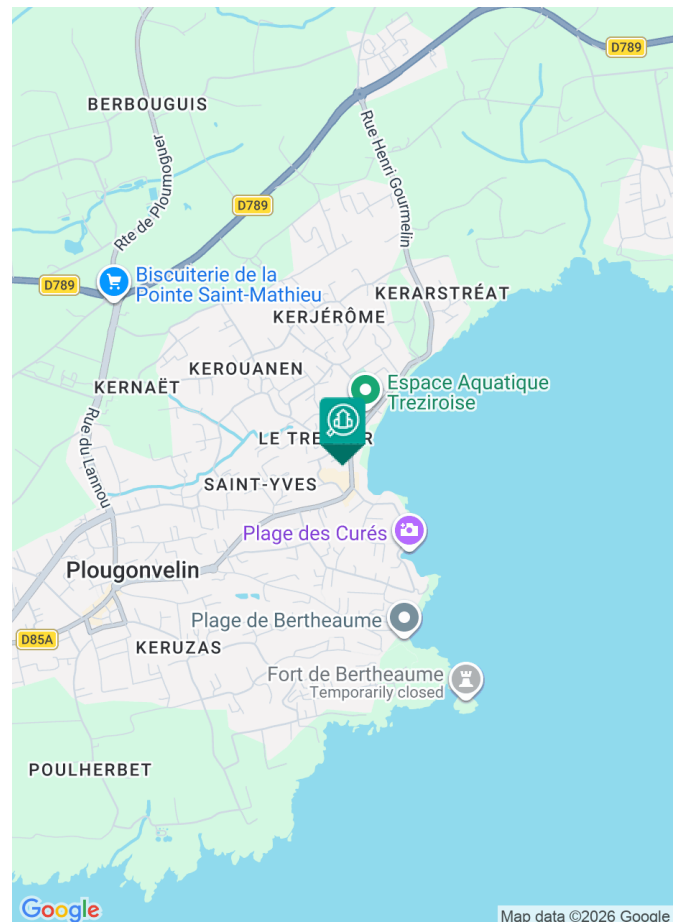 D789
BERBOUGUIS
Rue Henri Gourmelin
Rte de Ploumoguer
D789
D789
Biscuiterie de la
Pointe Saint-Mathieu
KERARSTRÉAT
KERJÉRÔME
KEROUANEN
KERNAËT
Espace Aquatique
Treziroise
Rue du Lannou
SAINT-YVES
Plage des Curés
Plougonvelin
Plage de Bertheaume
D85A
KERUZAS
Fort de Bertheaume
Temporarily closed
POULHERBET
Google
Map data ©2026 Google